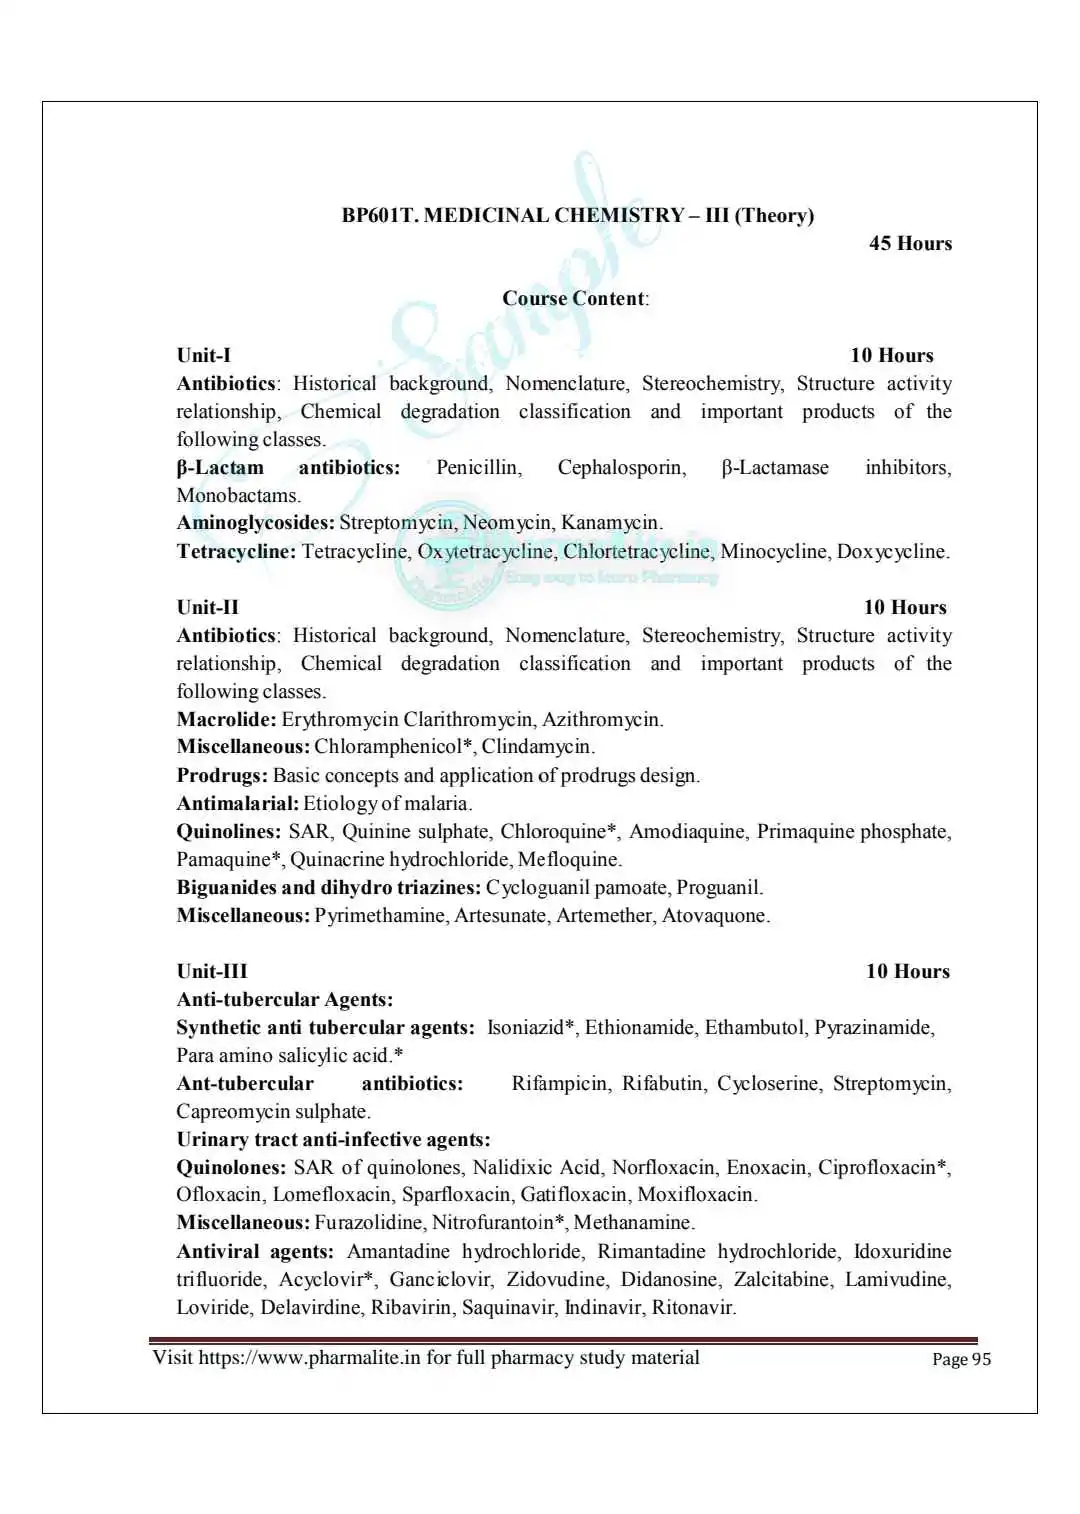 BP601T. MEDICINAL CHEMISTRY – III (Theory)
45 Hours
Course Content:
Unit-I 10 Hours
Antibiotics: Historical background, Nomenclature, Stereochemistry, Structure activity
relationship, Chemical degradation classification and important products of the
following classes.
β-Lactam antibiotics: Penicillin, Cephalosporin, β-Lactamase inhibitors,
Monobactams.
Aminoglycosides: Streptomycin, Neomycin, Kanamycin.
Tetracycline: Tetracycline, Oxytetracycline, Chlortetracycline, Minocycline, Doxycycline.
Unit-II 10 Hours
Antibiotics: Historical background, Nomenclature, Stereochemistry, Structure activity
relationship, Chemical degradation classification and important products of the
following classes.
Macrolide: Erythromycin Clarithromycin, Azithromycin.
Miscellaneous: Chloramphenicol*, Clindamycin.
Prodrugs: Basic concepts and application of prodrugs design.
Antimalarial: Etiology of malaria.
Quinolines: SAR, Quinine sulphate, Chloroquine*, Amodiaquine, Primaquine phosphate,
Pamaquine*, Quinacrine hydrochloride, Mefloquine.
Biguanides and dihydro triazines: Cycloguanil pamoate, Proguanil.
Miscellaneous: Pyrimethamine, Artesunate, Artemether, Atovaquone.
Unit-III 10 Hours
Anti-tubercular Agents:
Synthetic anti tubercular agents: Isoniazid*, Ethionamide, Ethambutol, Pyrazinamide,
Para amino salicylic acid.*
Ant-tubercular antibiotics: Rifampicin, Rifabutin, Cycloserine, Streptomycin,
Capreomycin sulphate.
Urinary tract anti-infective agents:
Quinolones: SAR of quinolones, Nalidixic Acid, Norfloxacin, Enoxacin, Ciprofloxacin*,
Ofloxacin, Lomefloxacin, Sparfloxacin, Gatifloxacin, Moxifloxacin.
Miscellaneous: Furazolidine, Nitrofurantoin*, Methanamine.
Antiviral agents: Amantadine hydrochloride, Rimantadine hydrochloride, Idoxuridine
trifluoride, Acyclovir*, Ganciclovir, Zidovudine, Didanosine, Zalcitabine, Lamivudine,
Loviride, Delavirdine, Ribavirin, Saquinavir, Indinavir, Ritonavir.
Visit https://www.pharmalite.in for full pharmacy study material Page 95
Sample
Pharmalite.in
Easy way to learn Pharmacy
Pharmalite